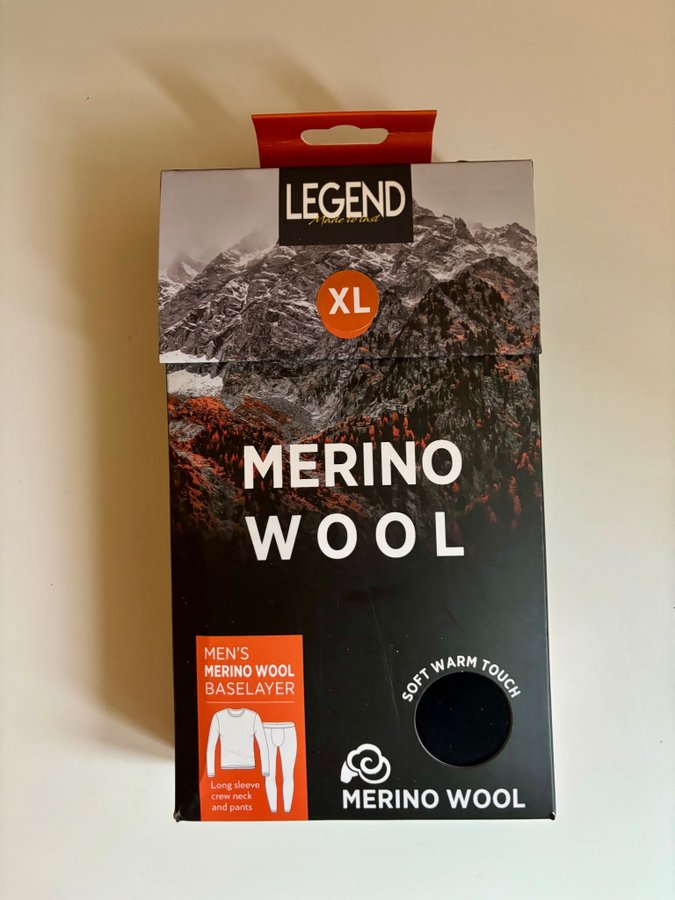 LEGEND
Made to last
XL
MERINO
WOOL
MEN'S
MERINO WOOL
BASELAYER
Long sleeve
crew neck
and pants
SOFT WARM TOUCH
MERINO WOOL